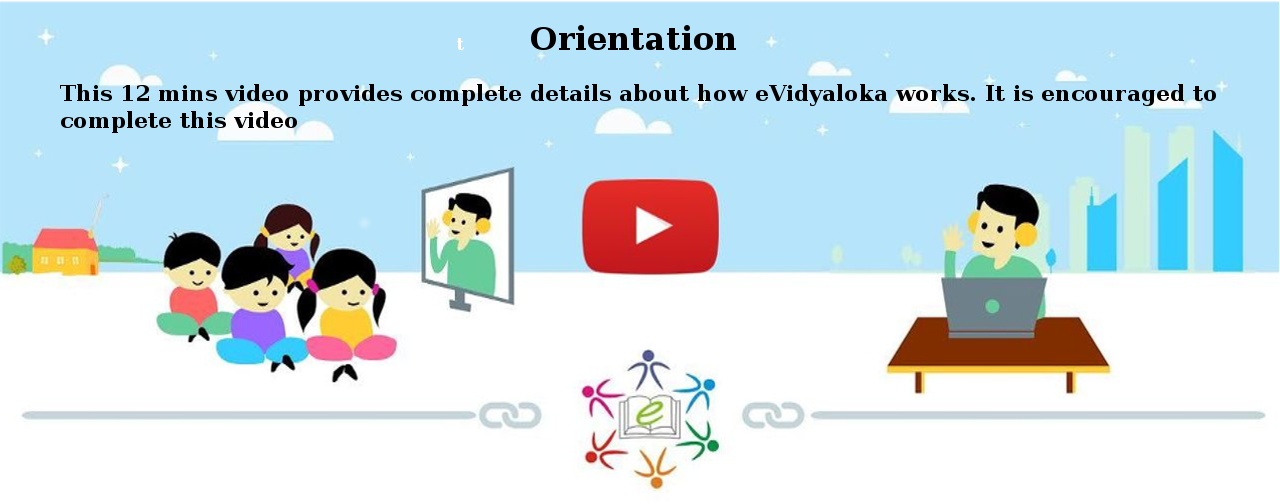 t
Orientation
This 12 mins video provides complete details about how eVidyaloka works. It is encouraged to
complete this video
e